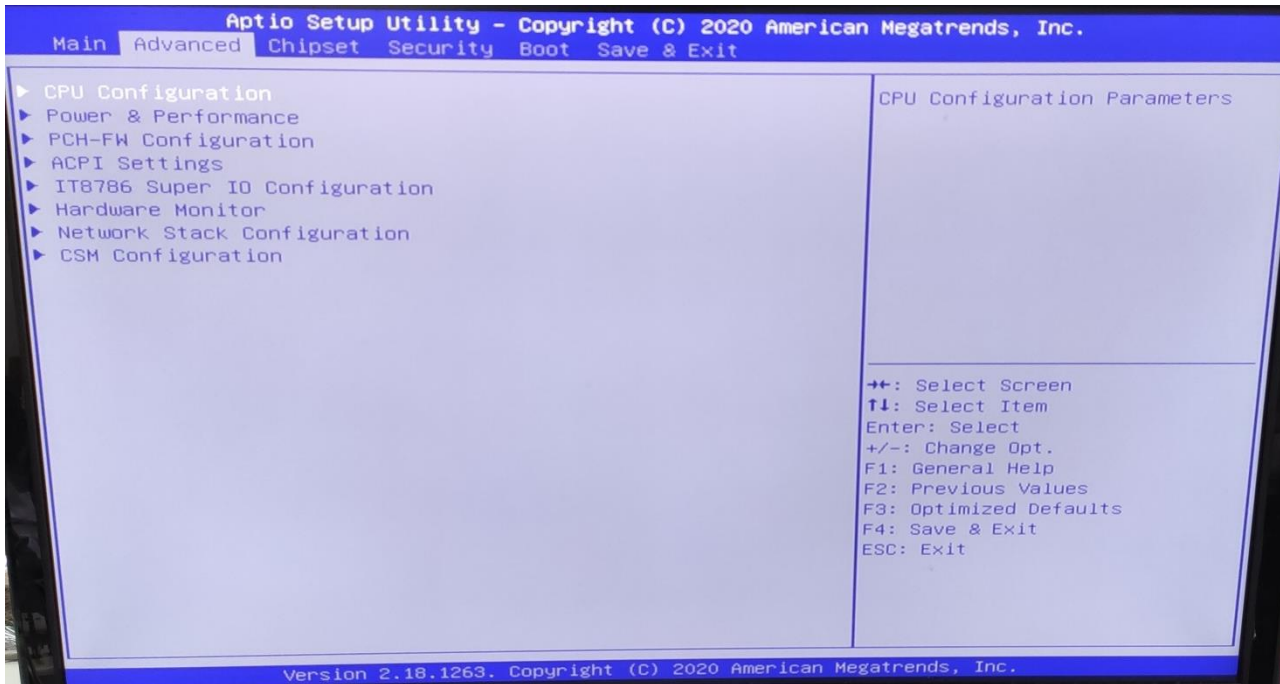 Aptio Setup Utility – Copyright (C) 2020 American Megatrends, Inc.
Main Advanced Chipset Security Boot Save & Exit
► CPU Configuration
► Power & Performance
► PCH-FW Configuration
► ACPI Settings
► IT8786 Super IO Configuration
► Hardware Monitor
► Network Stack Configuration
► CSM Configuration
CPU Configuration Parameters
→←: Select Screen
↑↓: Select Item
Enter: Select
+/-: Change Opt.
F1: General Help
F2: Previous Values
F3: Optimized Defaults
F4: Save & Exit
ESC: Exit
Version 2.18.1263. Copyright (C) 2020 American Megatrends, Inc.